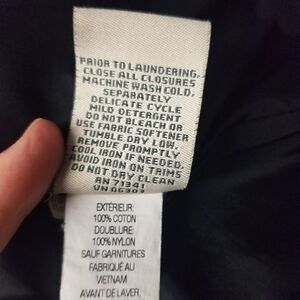 PRIOR TO LAUNDERING,
CLOSE ALL CLOSURES
MACHINE WASH COLD,
SEPARATELY
DELICATE CYCLE
MILD DETERGENT
DO NOT BLEACH OR
USE FABRIC SOFTENER
TUMBLE DRY LOW,
REMOVE PROMPTLY
COOL IRON IF NEEDED,
AVOID IRON ON TRIMS
DO NOT DRY CLEAN
RN 71341
EXTÉRIEUR:
100% COTON
DOUBLURE:
100% NYLON
SAUF GARNITURES
FABRIQUÉ AU
VIETNAM
AVANT DE LAVER,